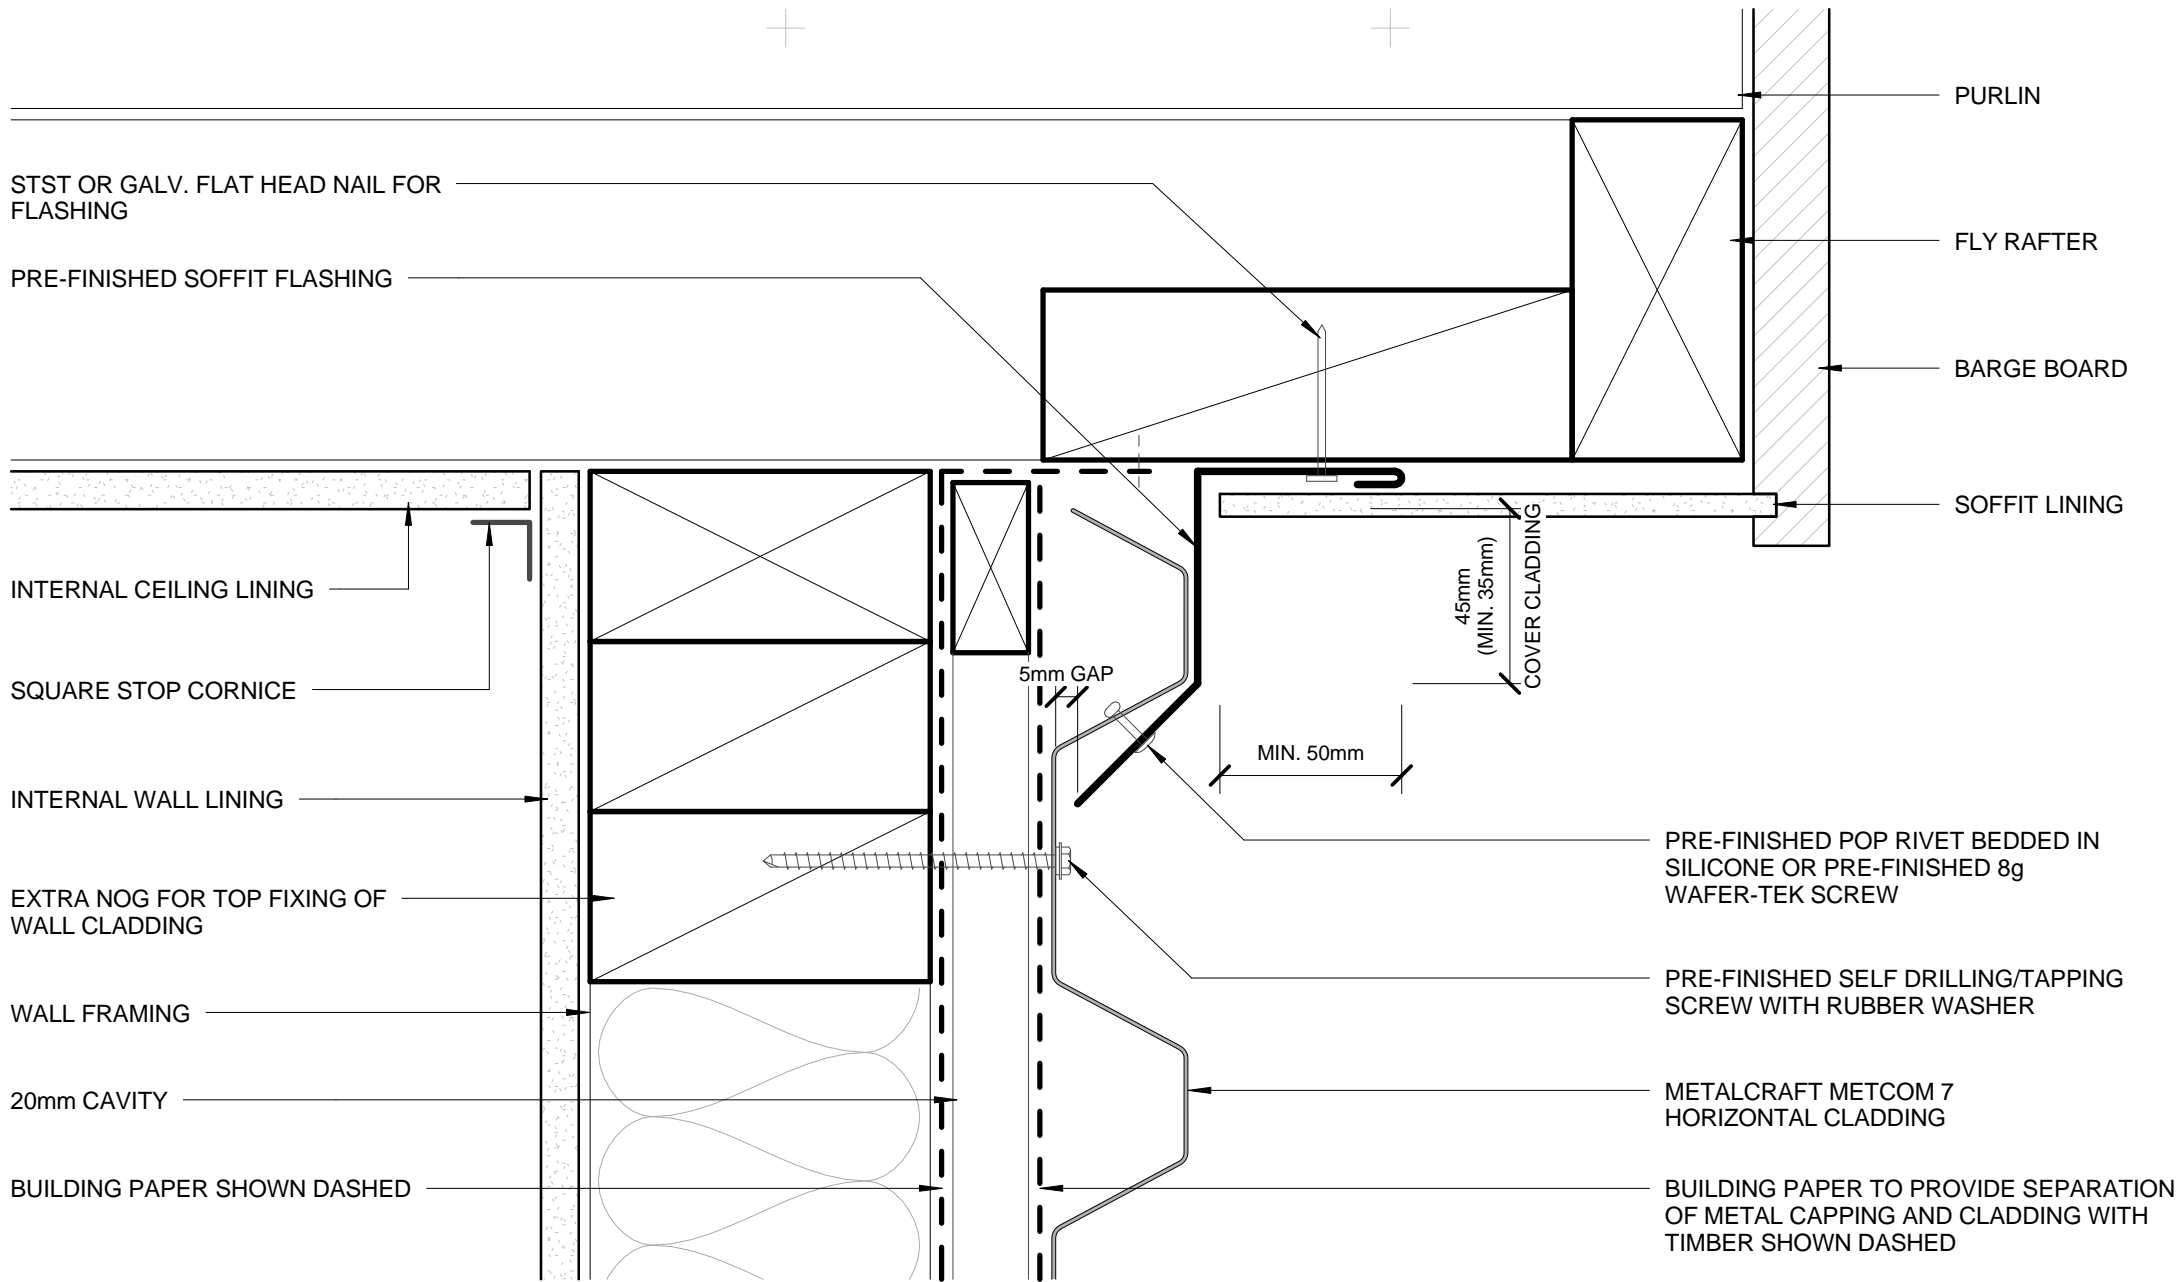 STST OR GALV. FLAT HEAD NAIL FOR
FLASHING
PRE-FINISHED SOFFIT FLASHING
INTERNAL CEILING LINING
SQUARE STOP CORNICE
INTERNAL WALL LINING
EXTRA NOG FOR TOP FIXING OF
WALL CLADDING
WALL FRAMING
20mm CAVITY
BUILDING PAPER SHOWN DASHED
5mm GAP
45mm
(MIN. 35mm)
COVER CLADDING
MIN. 50mm
PURLIN
FLY RAFTER
BARGE BOARD
SOFFIT LINING
PRE-FINISHED POP RIVET BEDDED IN
SILICONE OR PRE-FINISHED 8g
WAFER-TEK SCREW
PRE-FINISHED SELF DRILLING/TAPPING
SCREW WITH RUBBER WASHER
METALCRAFT METCOM 7
HORIZONTAL CLADDING
BUILDING PAPER TO PROVIDE SEPARATION
OF METAL CAPPING AND CLADDING WITH
TIMBER SHOWN DASHED